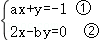 ax+y=-1 ①
2x-by=0 ②